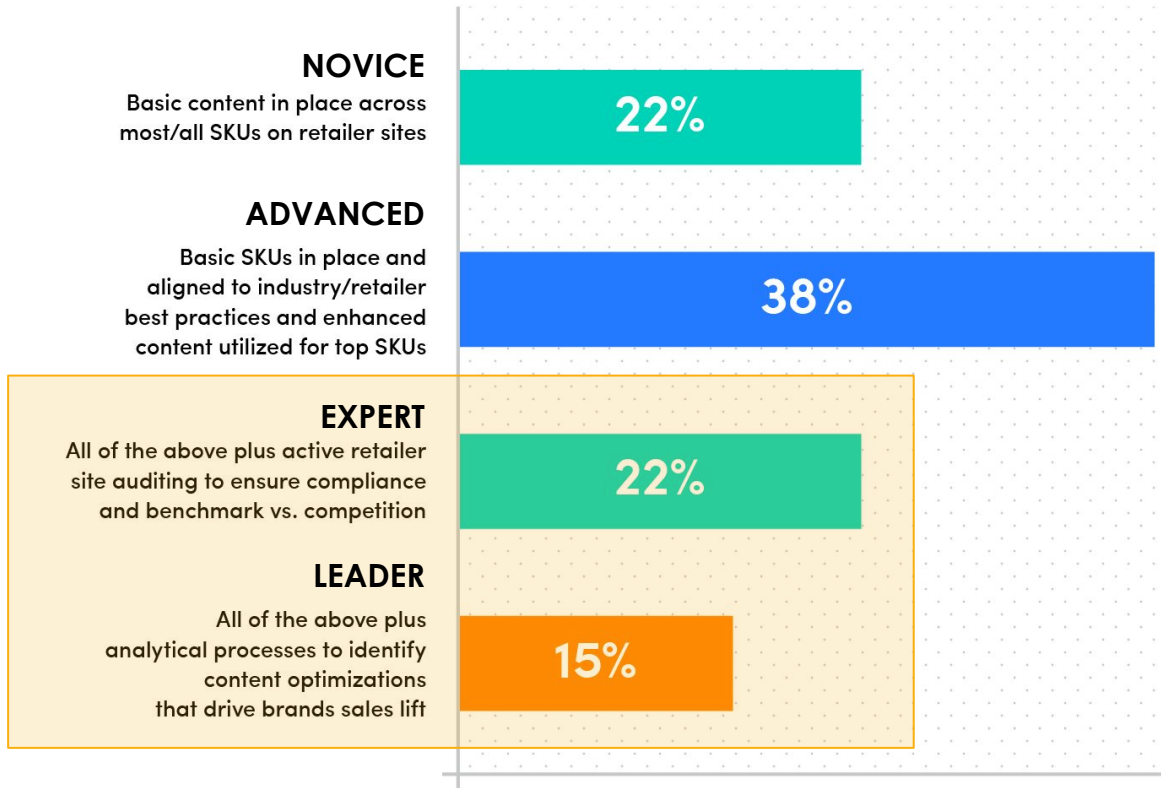 NOVICE
Basic content in place across
most/all SKUs on retailer sites
22%
ADVANCED
Basic SKUs in place and
aligned to industry/retailer
best practices and enhanced
content utilized for top SKUs
38%
EXPERT
All of the above plus active retailer
site auditing to ensure compliance
and benchmark vs. competition
22%
LEADER
All of the above plus
analytical processes to identify
content optimizations
that drive brands sales lift
15%